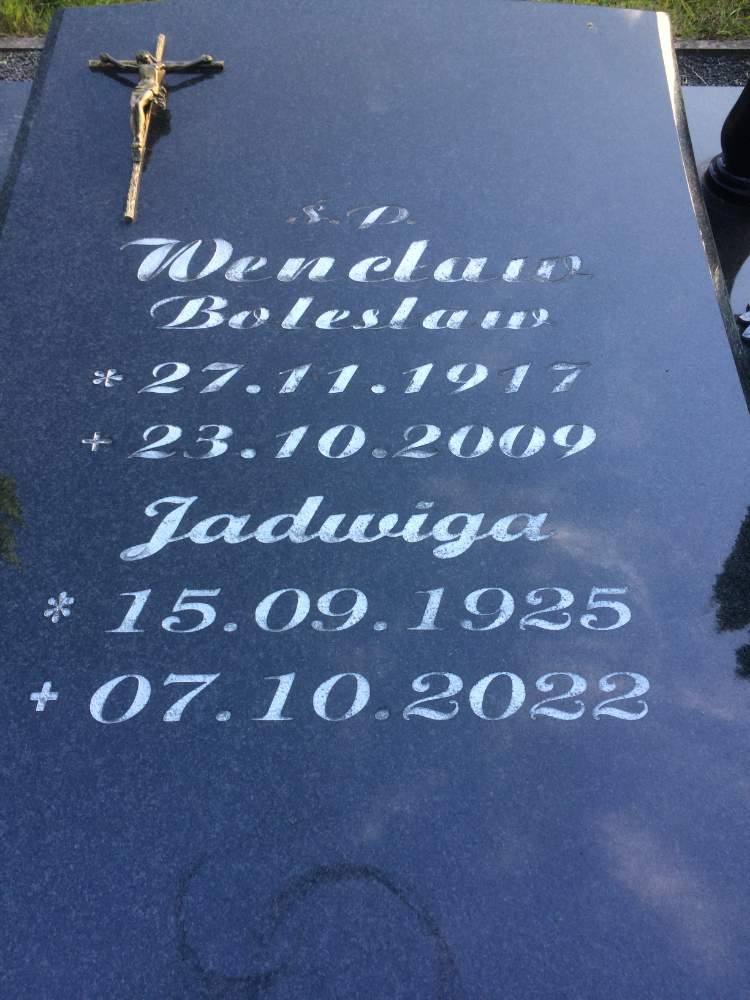 Ś.P.
Wencław
Bolesław
* 27.11.1917
+ 23.10.2009
Jadwiga
* 15.09.1925
+ 07.10.2022